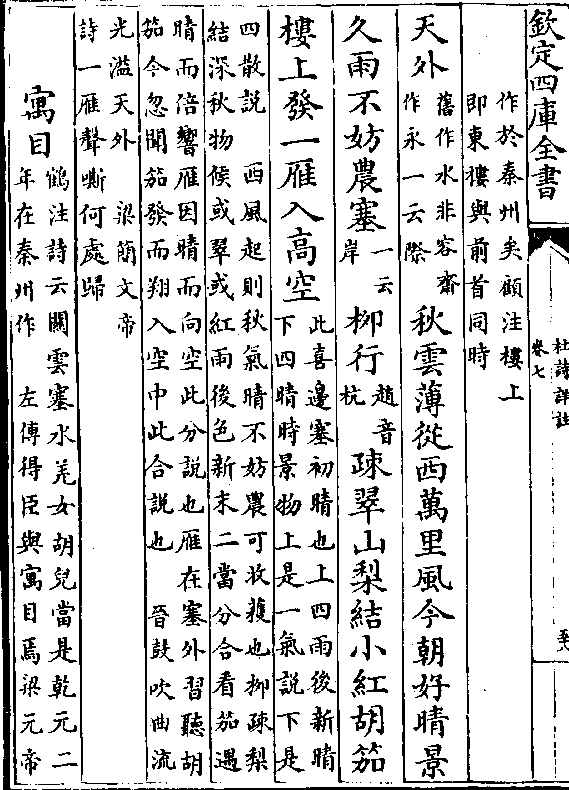 欽定四庫全書
杜詩詳註
卷七
作於秦州矣顧注樓上
即東樓與前首同時
天外
舊作水非容齋
作永一云際
秋雲薄從西萬里風今朝好晴景
久雨不妨農塞
一云
岸
柳行
趙音
杭
疎翠山梨結小紅胡笳
樓上發一雁入高空
此喜邊塞初晴也上四雨後新晴
下四晴時景物上是一氣說下是
四散說　西風起則秋氣晴不妨農可收穫也柳疎梨
結深秋物候或翠或紅雨後色新末二當分合看笳遇
晴而倍響雁因晴而向空此分說也雁在塞外習聽胡
笳今忽聞笳發而翔入空中此合說也　晉鼓吹曲流
光溢天外　梁簡文帝
詩一雁聲嘶何處歸
寓目
鶴注詩云關雲塞水羌女胡兒當是乾元二
年在秦州作　左傳得臣與寓目焉梁元帝